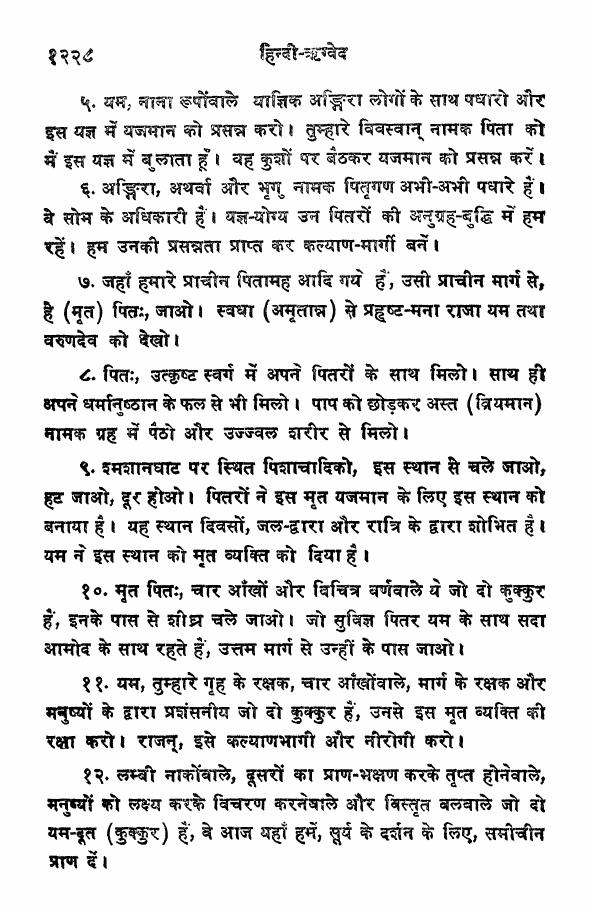 १२२८ हिन्दी-ऋग्वेद
५. यम, नाना रूपोंवाले याज्ञिक अङ्गिरा लोगों के साथ पधारो और
इस यज्ञ में यजमान को प्रसन्न करो। तुम्हारे विवस्वान् नामक पिता को
मैं इस यज्ञ में बुलाता हूँ। वह कुशों पर बैठकर यजमान को प्रसन्न करें।
६. अङ्गिरा, अथर्वा और भृगु नामक पितृगण अभी-अभी पधारे हैं।
वे सोम के अधिकारी हैं। यज्ञ-योग्य उन पितरों की अनुग्रह-बुद्धि में हम
रहें। हम उनकी प्रसन्नता प्राप्त कर कल्याण-मार्गी बनें।
७. जहाँ हमारे प्राचीन पितामह आदि गये हैं, उसी प्राचीन मार्ग से,
हे (मृत) पितः, जाओ। स्वधा (अमृतान्न) से प्रहृष्ट-मना राजा यम तथा
वरुणदेव को देखो।
८. पितः, उत्कृष्ट स्वर्ग में अपने पितरों के साथ मिलो। साथ ही
अपने धर्मानुष्ठान के फल से भी मिलो। पाप को छोड़कर अस्त (व्रियमान)
नामक ग्रह में पैठो और उज्ज्वल शरीर से मिलो।
९. श्मशानघाट पर स्थित पिशाचादिको, इस स्थान से चले जाओ,
हट जाओ, दूर होओ। पितरों ने इस मृत यजमान के लिए इस स्थान को
बनाया है। यह स्थान दिवसों, जल-द्वारा और रात्रि के द्वारा शोभित है।
यम ने इस स्थान को मृत व्यक्ति को दिया है।
१०. मृत पितः, चार आँखों और विचित्र वर्णवाले ये जो दो कुक्कुर
हैं, इनके पास से शीघ्र चले जाओ। जो सुविज्ञ पितर यम के साथ सदा
आमोद के साथ रहते हैं, उत्तम मार्ग से उन्हीं के पास जाओ।
११. यम, तुम्हारे गृह के रक्षक, चार आँखोंवाले, मार्ग के रक्षक और
मनुष्यों के द्वारा प्रशंसनीय जो दो कुक्कुर हैं, उनसे इस मृत व्यक्ति की
रक्षा करो। राजन्, इसे कल्याणभागी और नीरोगी करो।
१२. लम्बी नाकोंवाले, दूसरों का प्राण-भक्षण करके तृप्त होनेवाले,
मनुष्यों को लक्ष्य करके विचरण करनेवाले और विस्तृत बलवाले जो दो
यम-दूत (कुक्कुर) हैं, वे आज यहाँ हमें, सूर्य के दर्शन के लिए, समीचीन
प्राण दें।